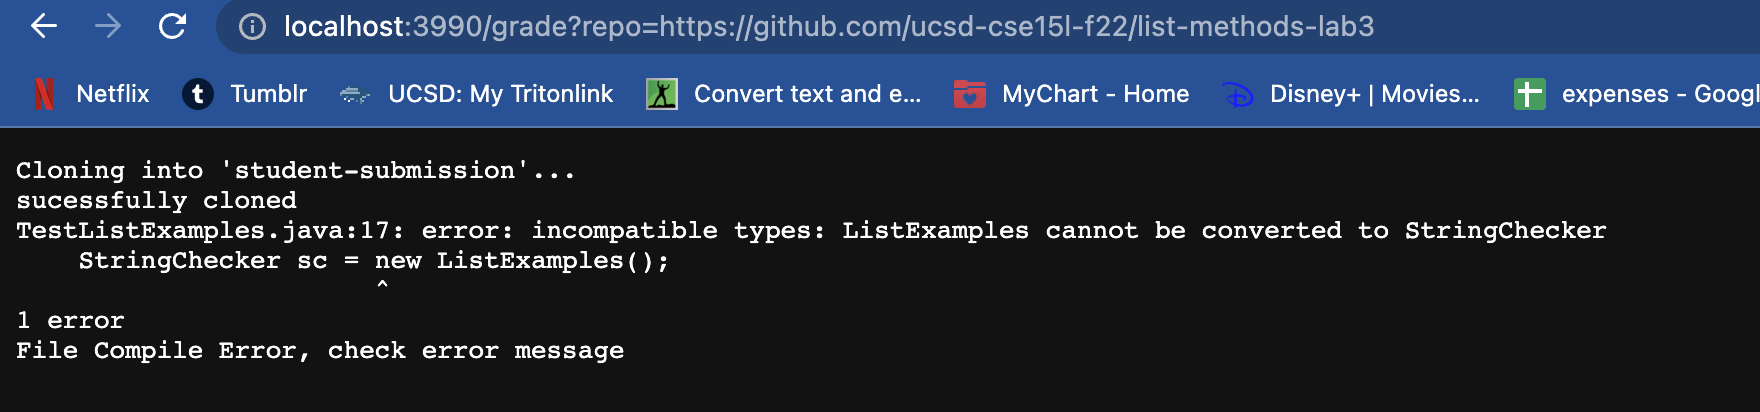 localhost:3990/grade?repo=https://github.com/ucsd-cse15l-f22/list-methods-lab3
Netflix Tumblr UCSD: My Tritonlink Convert text and e... MyChart - Home Disney+ | Movies... expenses - Googl
Cloning into 'student-submission'...
sucessfully cloned
TestListExamples.java:17: error: incompatible types: ListExamples cannot be converted to StringChecker
    StringChecker sc = new ListExamples();
                       ^
1 error
File Compile Error, check error message